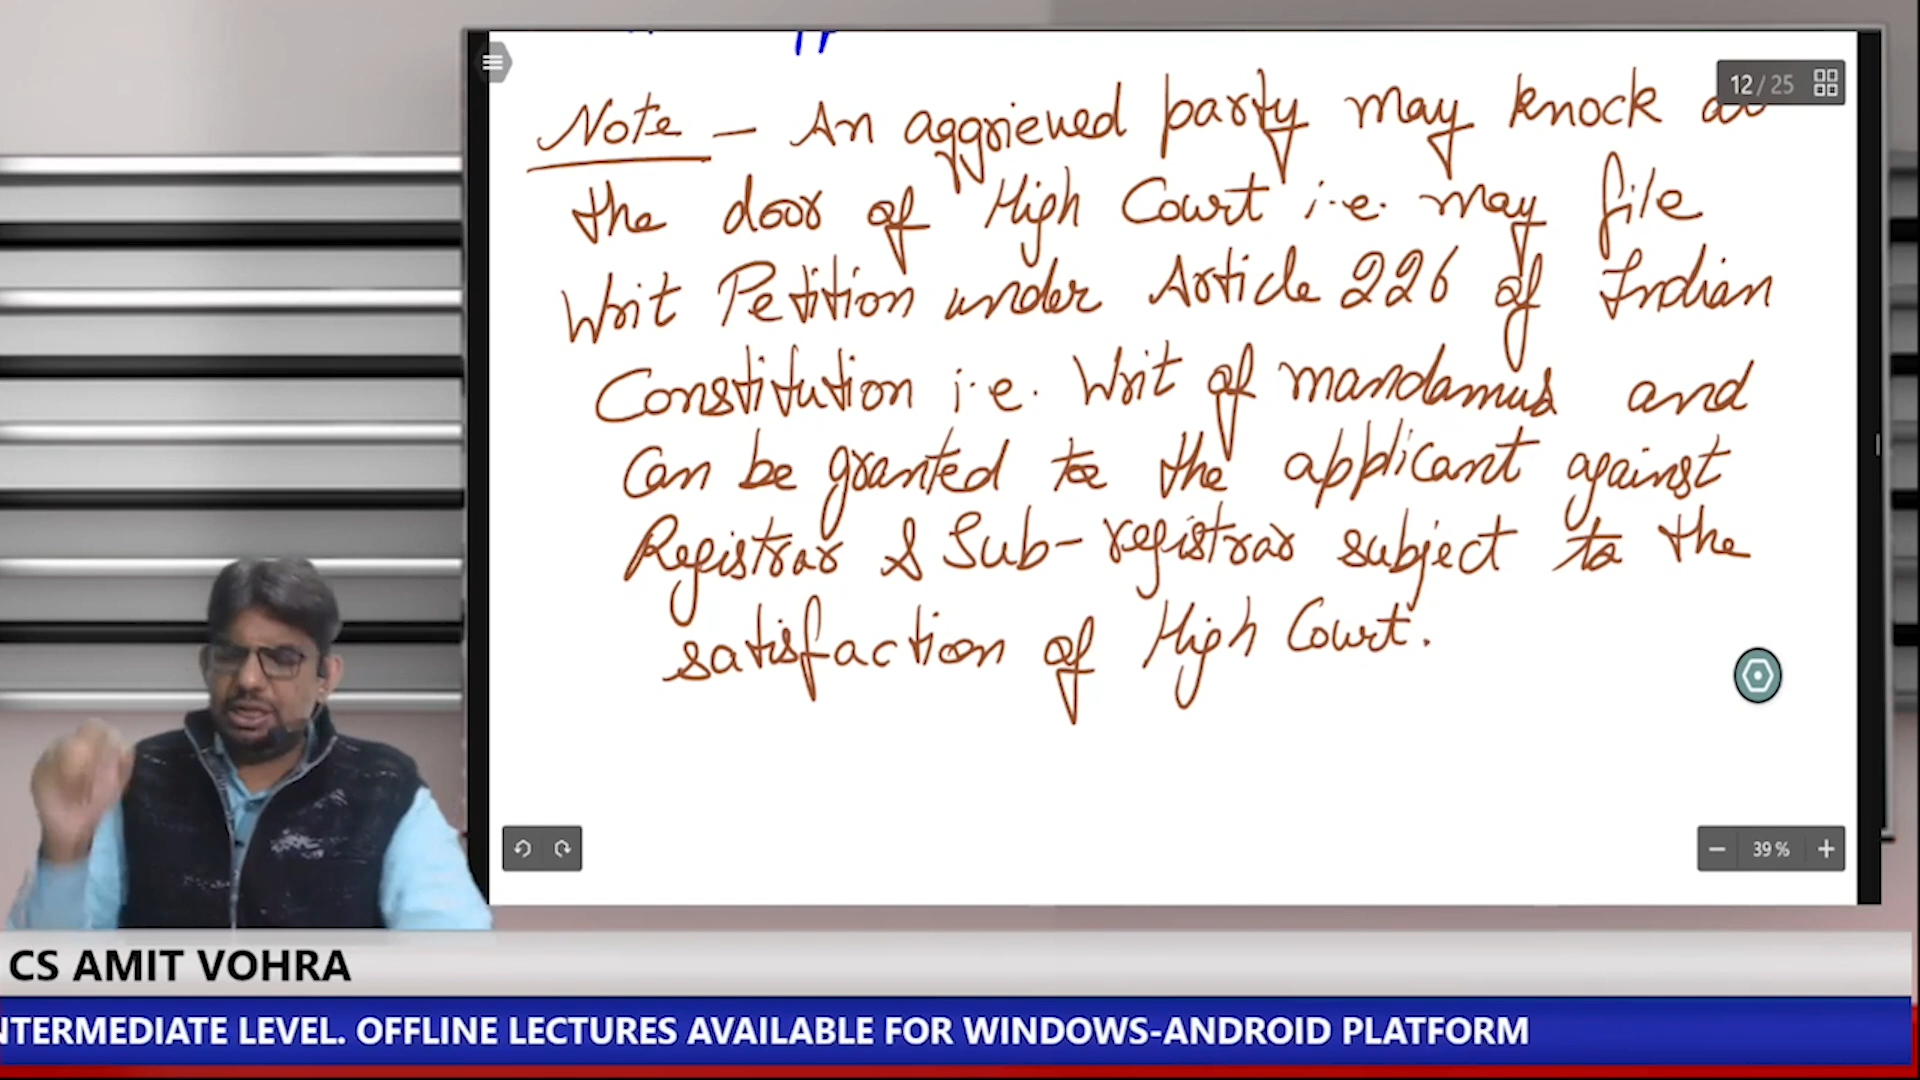 12 / 25
Note - An aggrieved party may knock
the door of High Court i.e. may file
Writ Petition under Article 226 of Indian
Constitution i.e. Writ of mandamus and
can be granted to the applicant against
Registrar & Sub-registrar subject to the
satisfaction of High Court.
39 %
CS AMIT VOHRA
NTERMEDIATE LEVEL. OFFLINE LECTURES AVAILABLE FOR WINDOWS-ANDROID PLATFORM